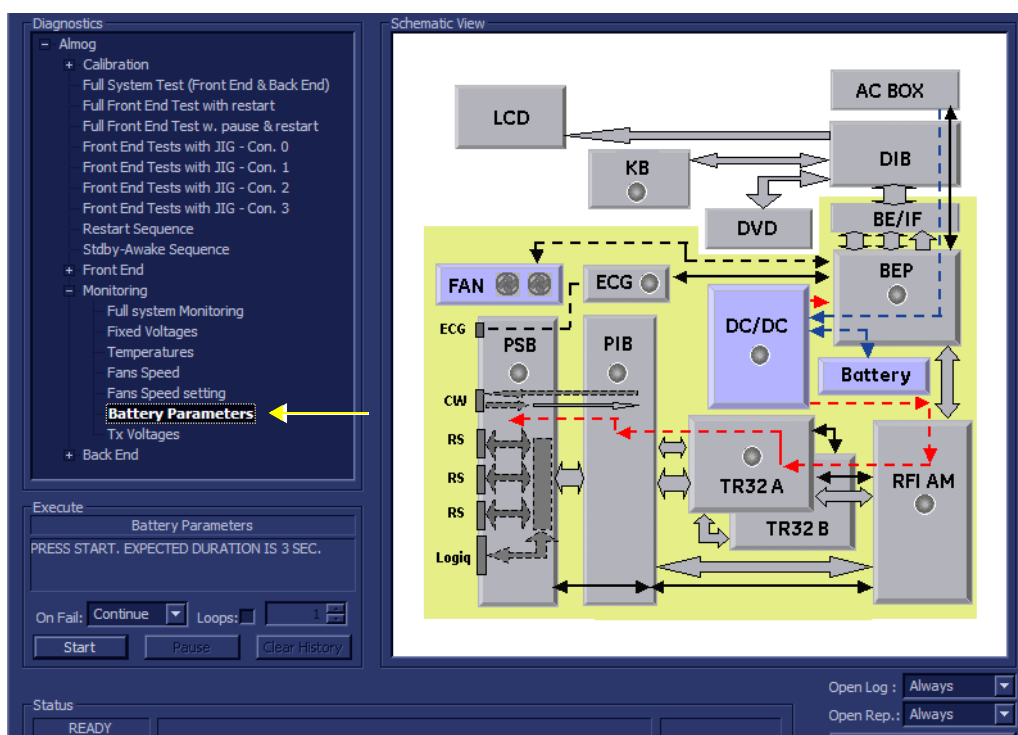 Diagnostics
Almog
Calibration
Full System Test (Front End & Back End)
Full Front End Test with restart
Full Front End Test w. pause & restart
Front End Tests with JIG - Con. 0
Front End Tests with JIG - Con. 1
Front End Tests with JIG - Con. 2
Front End Tests with JIG - Con. 3
Restart Sequence
Stdby-Awake Sequence
Front End
Monitoring
Full system Monitoring
Fixed Voltages
Temperatures
Fans Speed
Fans Speed setting
Battery Parameters
Tx Voltages
Back End
Execute
Battery Parameters
PRESS START. EXPECTED DURATION IS 3 SEC.
On Fail: Continue Loops: 1
Start Pause Clear History
Schematic View
AC BOX
LCD
DIB
KB
DVD
BE/IF
BEP
FAN
ECG
DC/DC
ECG
PSB
PIB
Battery
CW
RS
RS
RS
TR32 A
RFI AM
TR32 B
Logiq
Status
READY
Open Log : Always
Open Rep.: Always